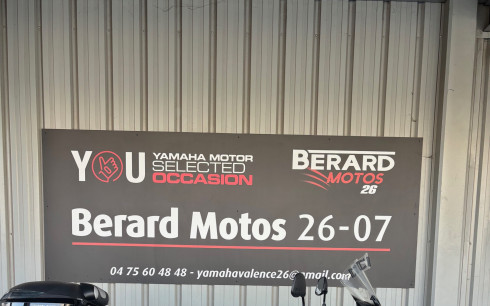 YOU YAMAHA MOTOR
SELECTED
OCCASION
BERARD
MOTOS
26
Berard Motos 26-07
04 75 60 48 48 - yamahavalence26@gmail.com